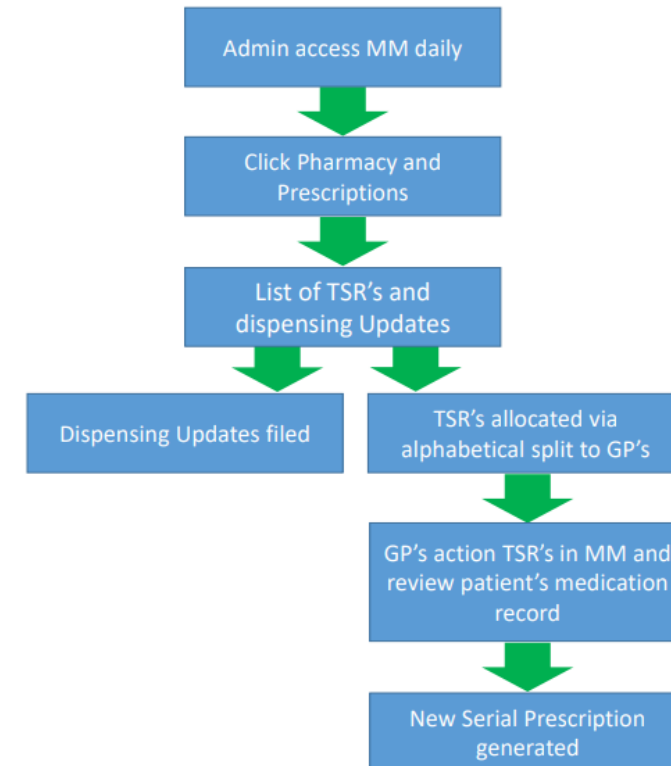 Admin access MM daily
Click Pharmacy and
Prescriptions
List of TSR's and
dispensing Updates
Dispensing Updates filed
TSR's allocated via
alphabetical split to GP's
GP's action TSR's in MM and
review patient's medication
record
New Serial Prescription
generated